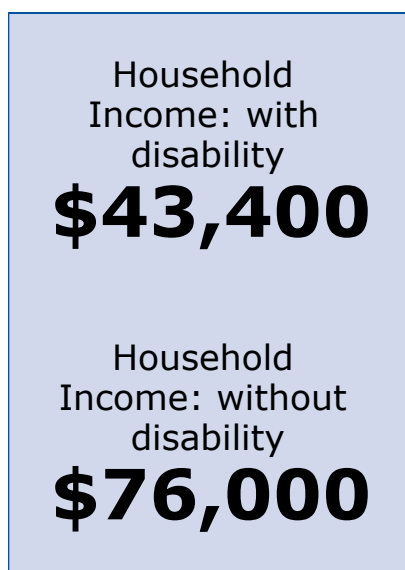 Household
Income: with
disability
$43,400
Household
Income: without
disability
$76,000